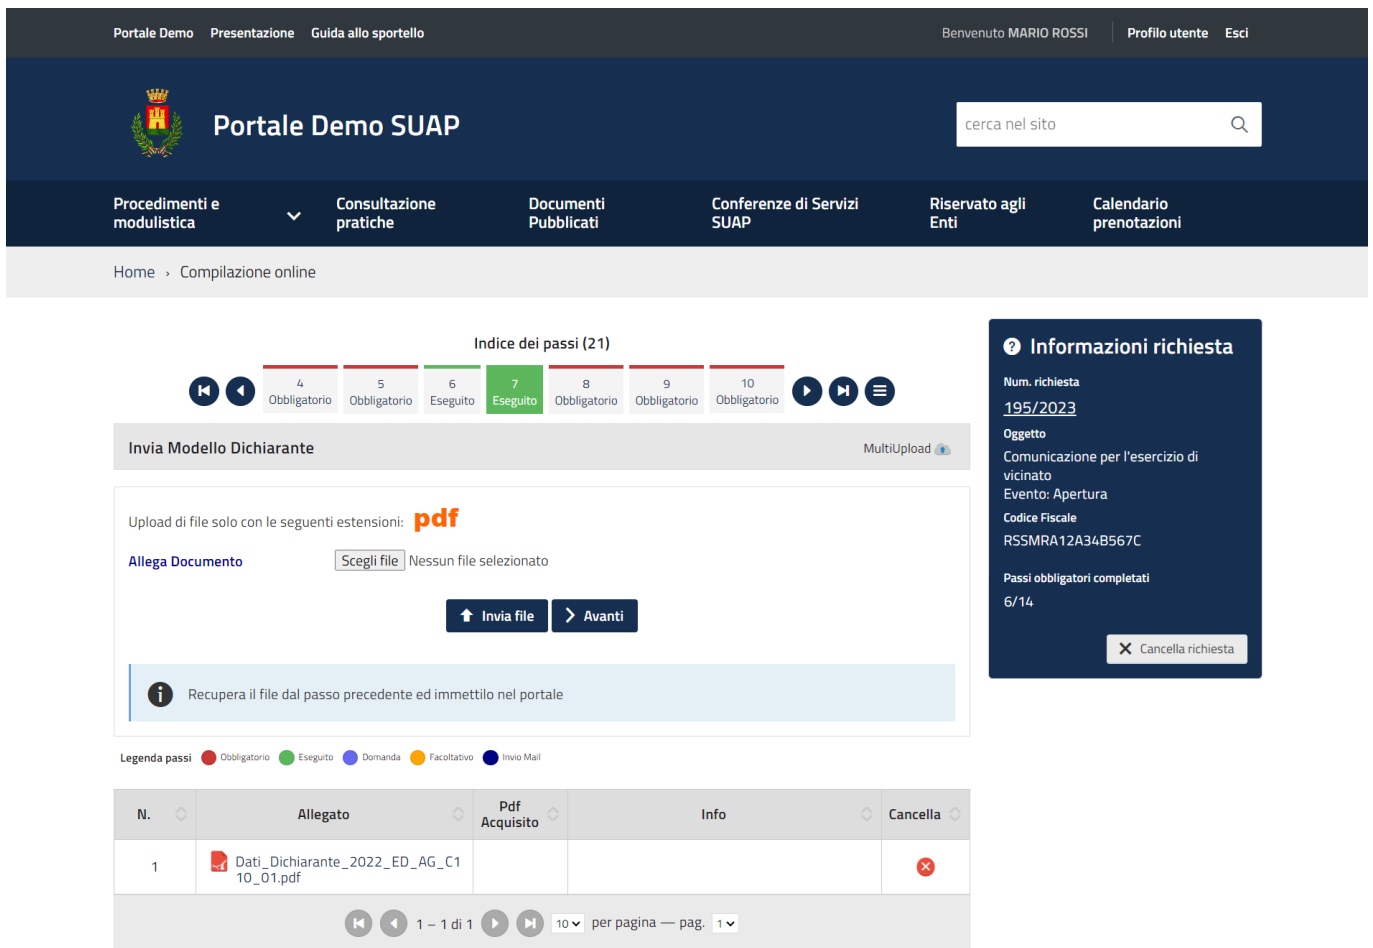 Portale Demo Presentazione Guida allo sportello
Benvenuto MARIO ROSSI Profilo utente Esci
Portale Demo SUAP
cerca nel sito
Procedimenti e modulistica
Consultazione pratiche
Documenti Pubblicati
Conferenze di Servizi SUAP
Riservato agli Enti
Calendario prenotazioni
Home › Compilazione online
Indice dei passi (21)
4 Obbligatorio
5 Obbligatorio
6 Eseguito
7 Eseguito
8 Obbligatorio
9 Obbligatorio
10 Obbligatorio
Invia Modello Dichiarante
MultiUpload
Upload di file solo con le seguenti estensioni: pdf
Allega Documento Scegli file Nessun file selezionato
Invia file Avanti
Recupera il file dal passo precedente ed immettilo nel portale
Legenda passi Obbligatorio Eseguito Domanda Facoltativo Invio Mail
N. Allegato Pdf Acquisito Info Cancella
1 Dati_Dichiarante_2022_ED_AG_C1
10_01.pdf
1 – 1 di 1 10 per pagina — pag. 1
Informazioni richiesta
Num. richiesta
195/2023
Oggetto
Comunicazione per l'esercizio di
vicinato
Evento: Apertura
Codice Fiscale
RSSMRA12A34B567C
Passi obbligatori completati
6/14
Cancella richiesta